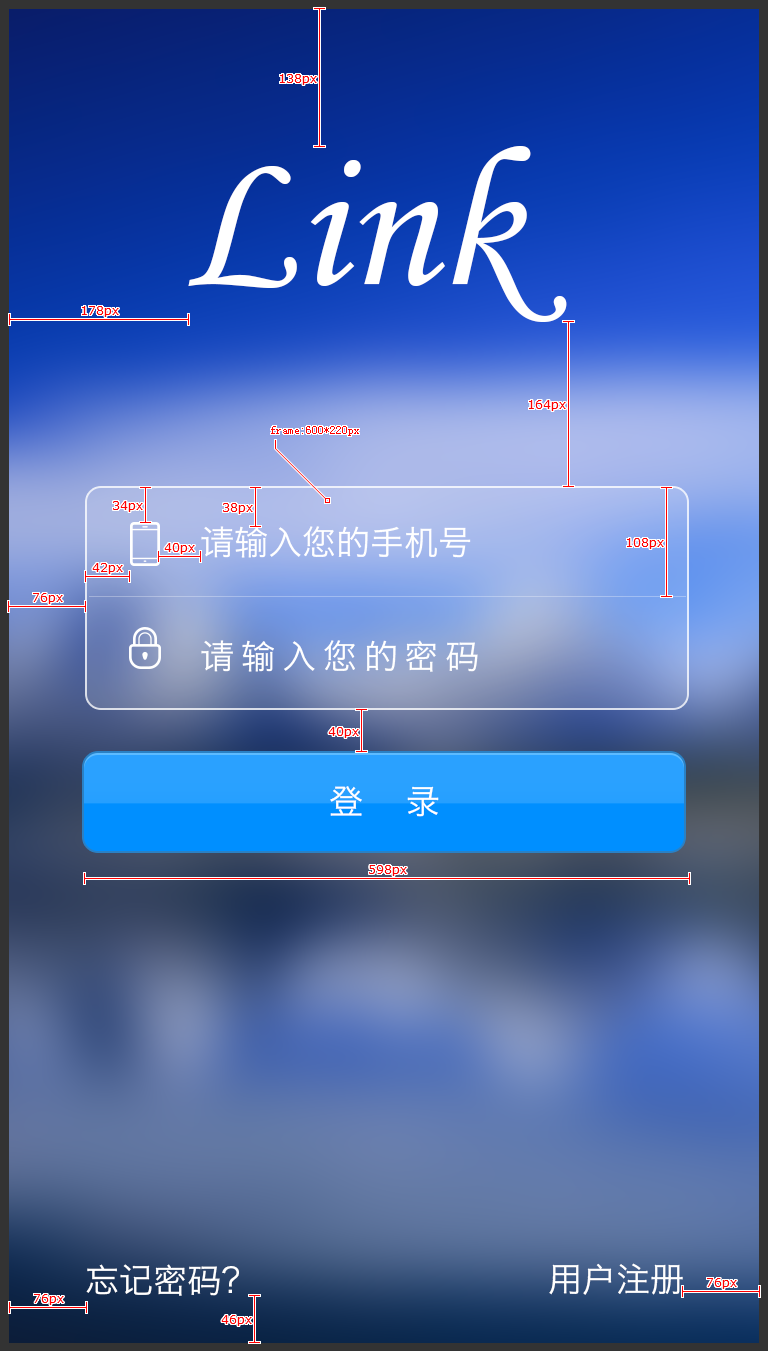 138px
Link
178px
164px
frame:600*220px
34px
38px
请输入您的手机号
40px
108px
42px
76px
请输入您的密码
40px
登 录
598px
忘记密码?
用户注册
76px
76px
46px